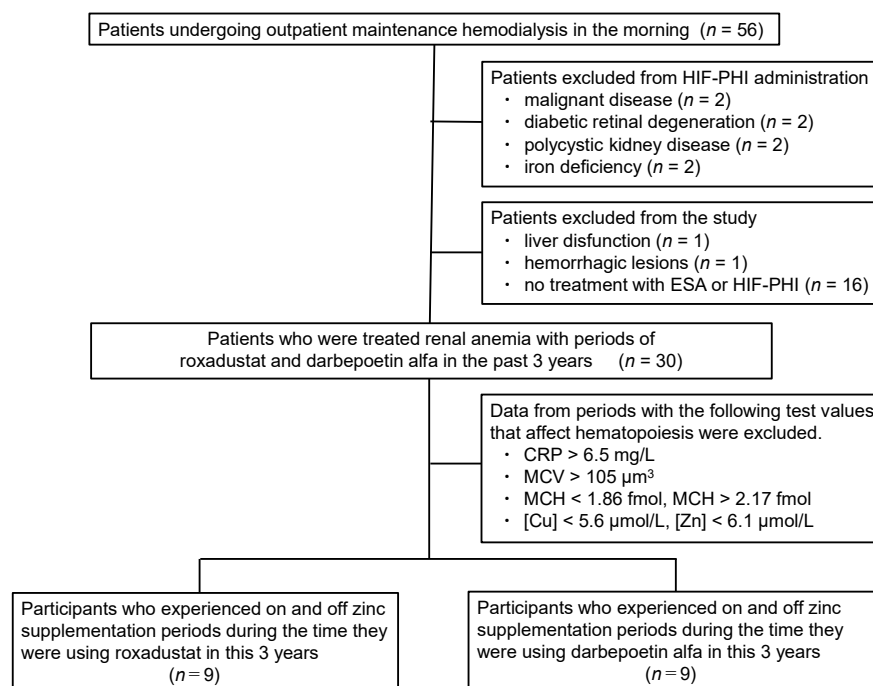 Patients undergoing outpatient maintenance hemodialysis in the morning (n = 56)
Patients excluded from HIF-PHI administration
・ malignant disease (n = 2)
・ diabetic retinal degeneration (n = 2)
・ polycystic kidney disease (n = 2)
・ iron deficiency (n = 2)
Patients excluded from the study
・ liver disfunction (n = 1)
・ hemorrhagic lesions (n = 1)
・ no treatment with ESA or HIF-PHI (n = 16)
Patients who were treated renal anemia with periods of
roxadustat and darbepoetin alfa in the past 3 years (n = 30)
Data from periods with the following test values
that affect hematopoiesis were excluded.
・ CRP > 6.5 mg/L
・ MCV > 105 µm³
・ MCH < 1.86 fmol, MCH > 2.17 fmol
・ [Cu] < 5.6 µmol/L, [Zn] < 6.1 µmol/L
Participants who experienced on and off zinc
supplementation periods during the time they
were using roxadustat in this 3 years
(n＝9)
Participants who experienced on and off zinc
supplementation periods during the time they
were using darbepoetin alfa in this 3 years
(n＝9)